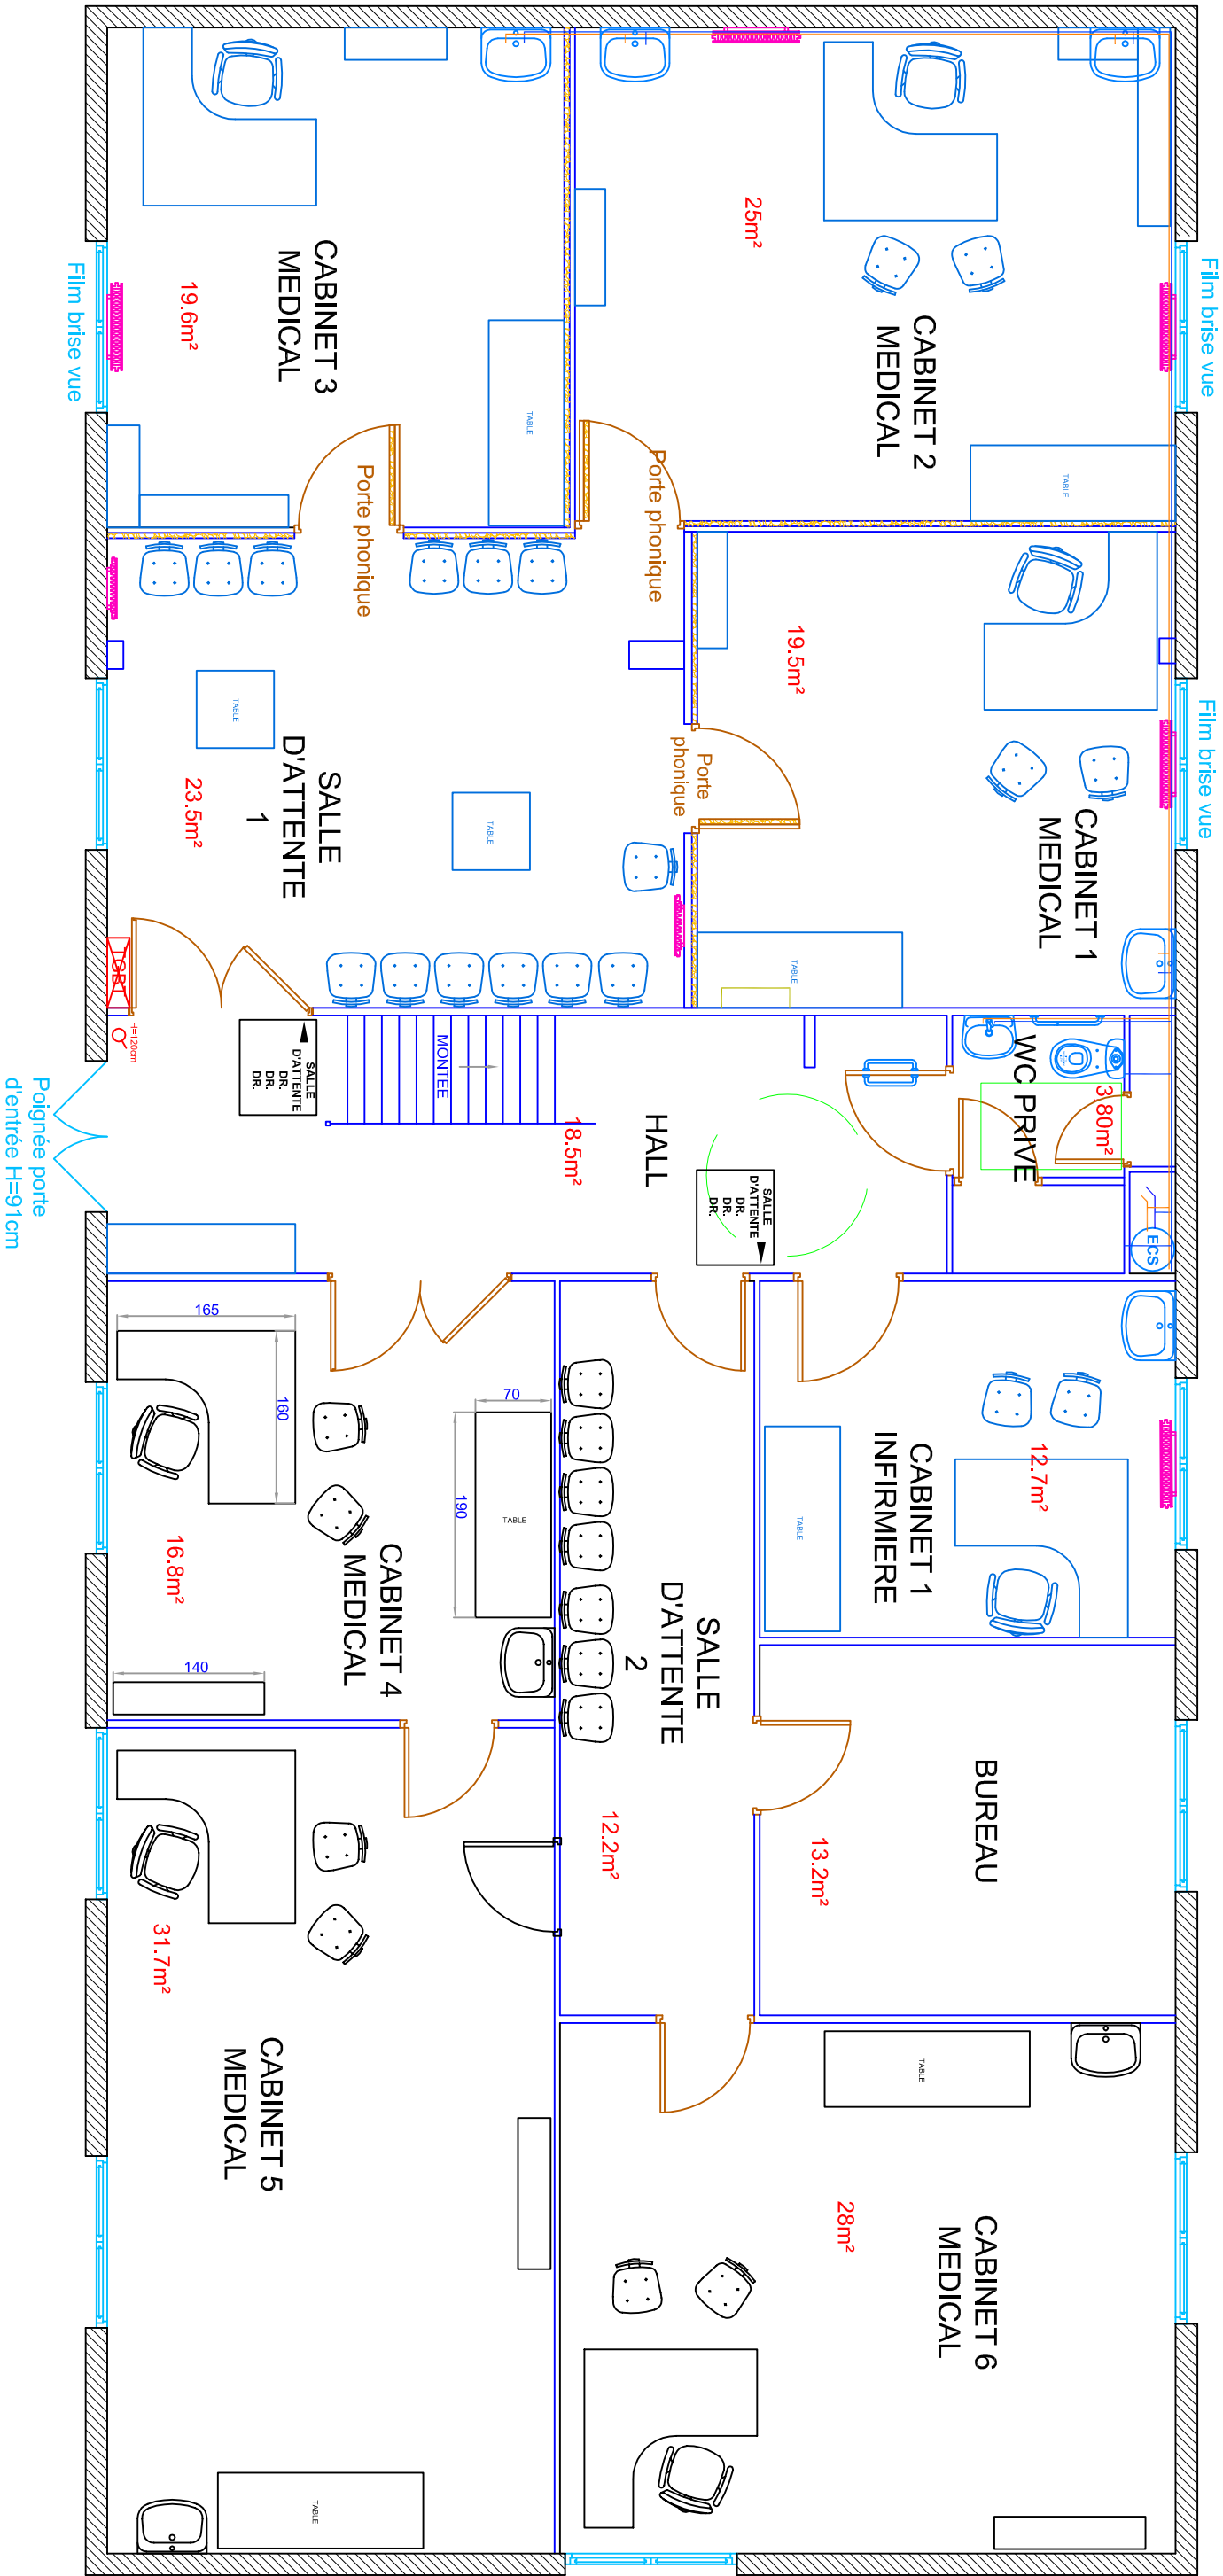 Film brise vue
Film brise vue
Film brise vue
CABINET 3
MEDICAL
19.6m²
TABLE
Porte phonique
CABINET 2
MEDICAL
25m²
TABLE
Porte phonique
CABINET 1
MEDICAL
19.5m²
TABLE
Porte
phonique
SALLE
D'ATTENTE
1
23.5m²
TABLE
TABLE
TGBT
H=120cm
Poignée porte
d'entrée H=91cm
SALLE
D'ATTENTE
DR.
DR.
DR.
MONTEE
HALL
18.5m²
SALLE
D'ATTENTE
DR.
DR.
DR.
WC PRIVE
3.80m²
ECS
CABINET 1
INFIRMIERE
12.7m²
TABLE
SALLE
D'ATTENTE
2
12.2m²
BUREAU
13.2m²
CABINET 4
MEDICAL
16.8m²
165
160
70
190
TABLE
140
CABINET 5
MEDICAL
31.7m²
TABLE
CABINET 6
MEDICAL
28m²
TABLE